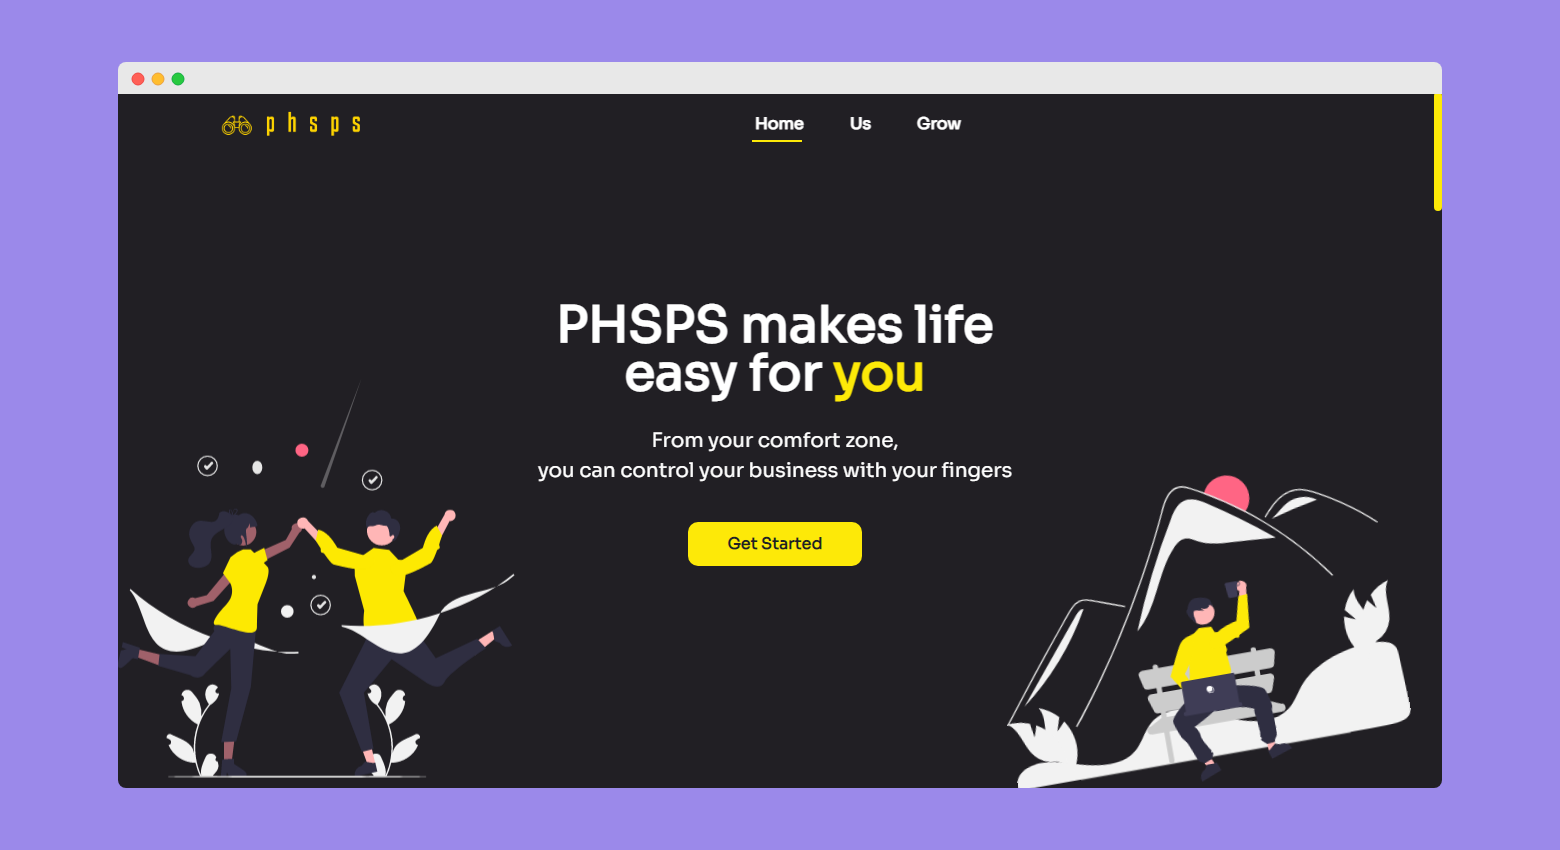 phsps
Home Us Grow
PHSPS makes life
easy for you
From your comfort zone,
you can control your business with your fingers
Get Started